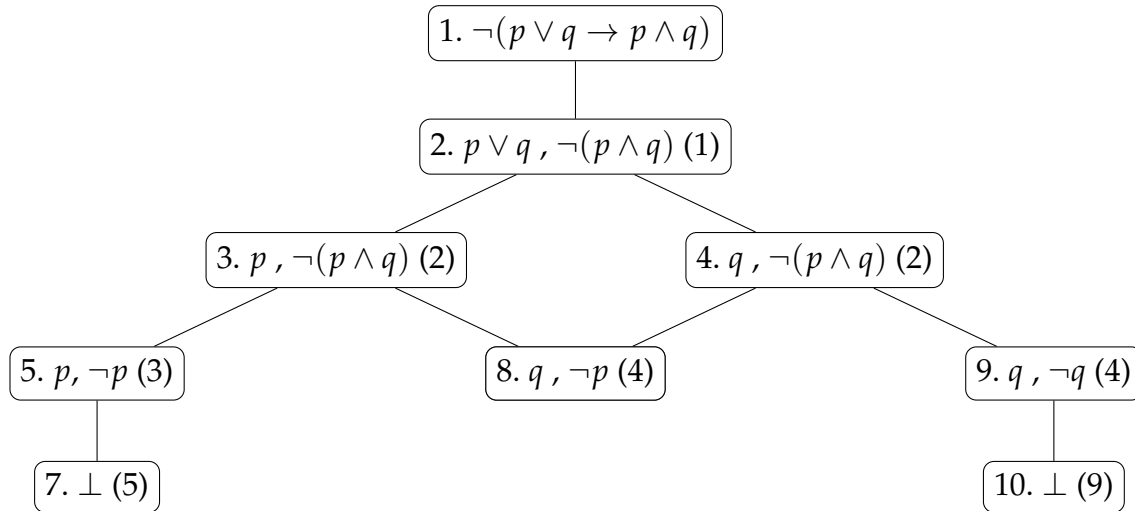 1. ¬(p ∨ q → p ∧ q)
2. p ∨ q , ¬(p ∧ q) (1)
3. p , ¬(p ∧ q) (2)
4. q , ¬(p ∧ q) (2)
5. p, ¬p (3)
8. q , ¬p (4)
9. q , ¬q (4)
7. ⊥ (5)
10. ⊥ (9)